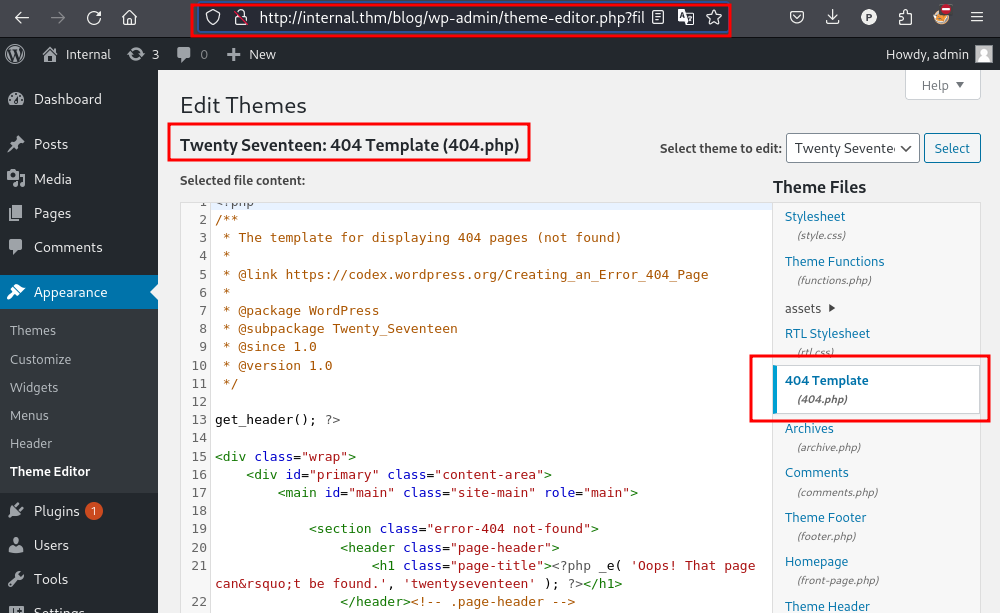 http://internal.thm/blog/wp-admin/theme-editor.php?fil
Internal 3 0 + New Howdy, admin
Help
Dashboard
Posts
Media
Pages
Comments
Appearance
Themes
Customize
Widgets
Menus
Header
Theme Editor
Plugins 1
Users
Tools
Settings
Edit Themes
Twenty Seventeen: 404 Template (404.php)
Select theme to edit: Twenty Seventee Select
Selected file content:
1 <?php
2 /**
3 * The template for displaying 404 pages (not found)
4 *
5 * @link https://codex.wordpress.org/Creating_an_Error_404_Page
6 *
7 * @package WordPress
8 * @subpackage Twenty_Seventeen
9 * @since 1.0
10 * @version 1.0
11 */
12
13 get_header(); ?>
14
15 <div class="wrap">
16 <div id="primary" class="content-area">
17 <main id="main" class="site-main" role="main">
18
19 <section class="error-404 not-found">
20 <header class="page-header">
21 <h1 class="page-title"><?php _e( 'Oops! That page
can&rsquo;t be found.', 'twentyseventeen' ); ?></h1>
22 </header><!-- .page-header -->
Theme Files
Stylesheet
(style.css)
Theme Functions
(functions.php)
assets
RTL Stylesheet
(rtl.css)
404 Template
(404.php)
Archives
(archive.php)
Comments
(comments.php)
Theme Footer
(footer.php)
Homepage
(front-page.php)
Theme Header